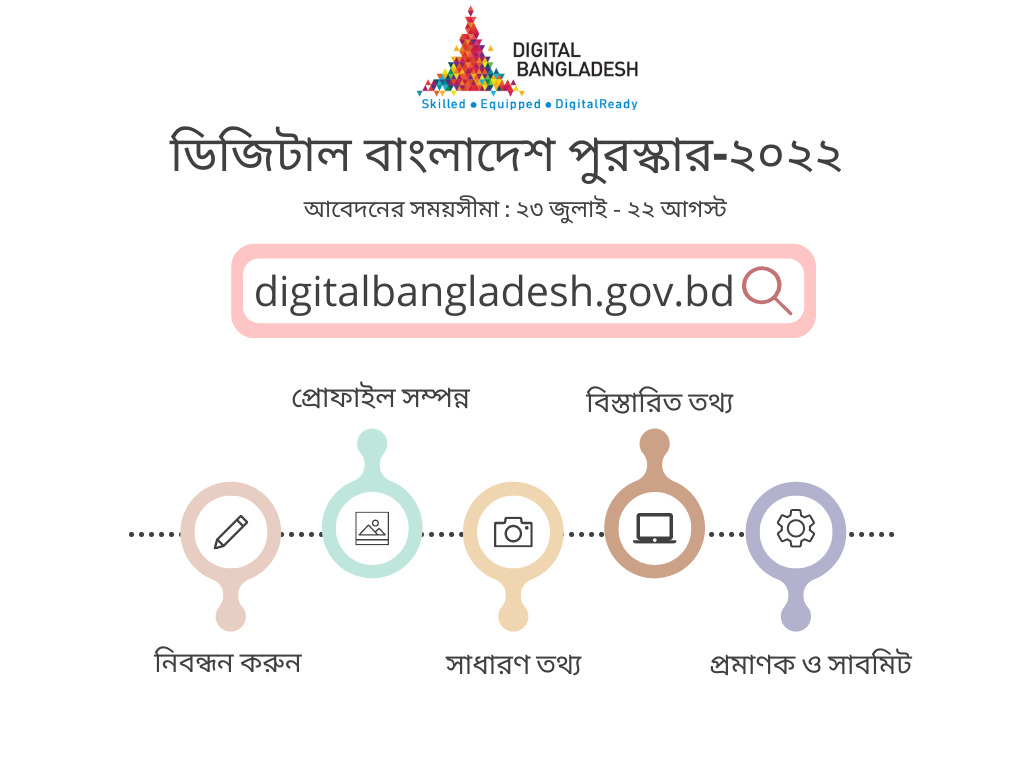 DIGITAL
BANGLADESH
Skilled ● Equipped ● DigitalReady
ডিজিটাল বাংলাদেশ পুরস্কার-২০২২
আবেদনের সময়সীমা : ২৩ জুলাই - ২২ আগস্ট
digitalbangladesh.gov.bd
প্রোফাইল সম্পন্ন
বিস্তারিত তথ্য
নিবন্ধন করুন
সাধারণ তথ্য
প্রমাণক ও সাবমিট